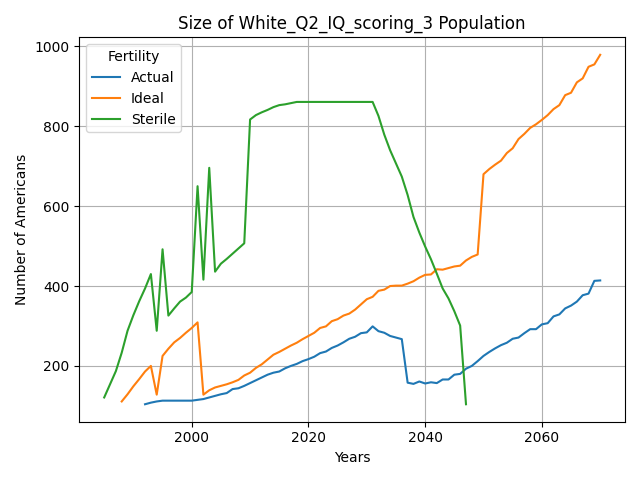 Size of White_Q2_IQ_scoring_3 Population
Number of Americans
1000
800
600
400
200
Fertility
Actual
Ideal
Sterile
2000
2020
2040
2060
Years